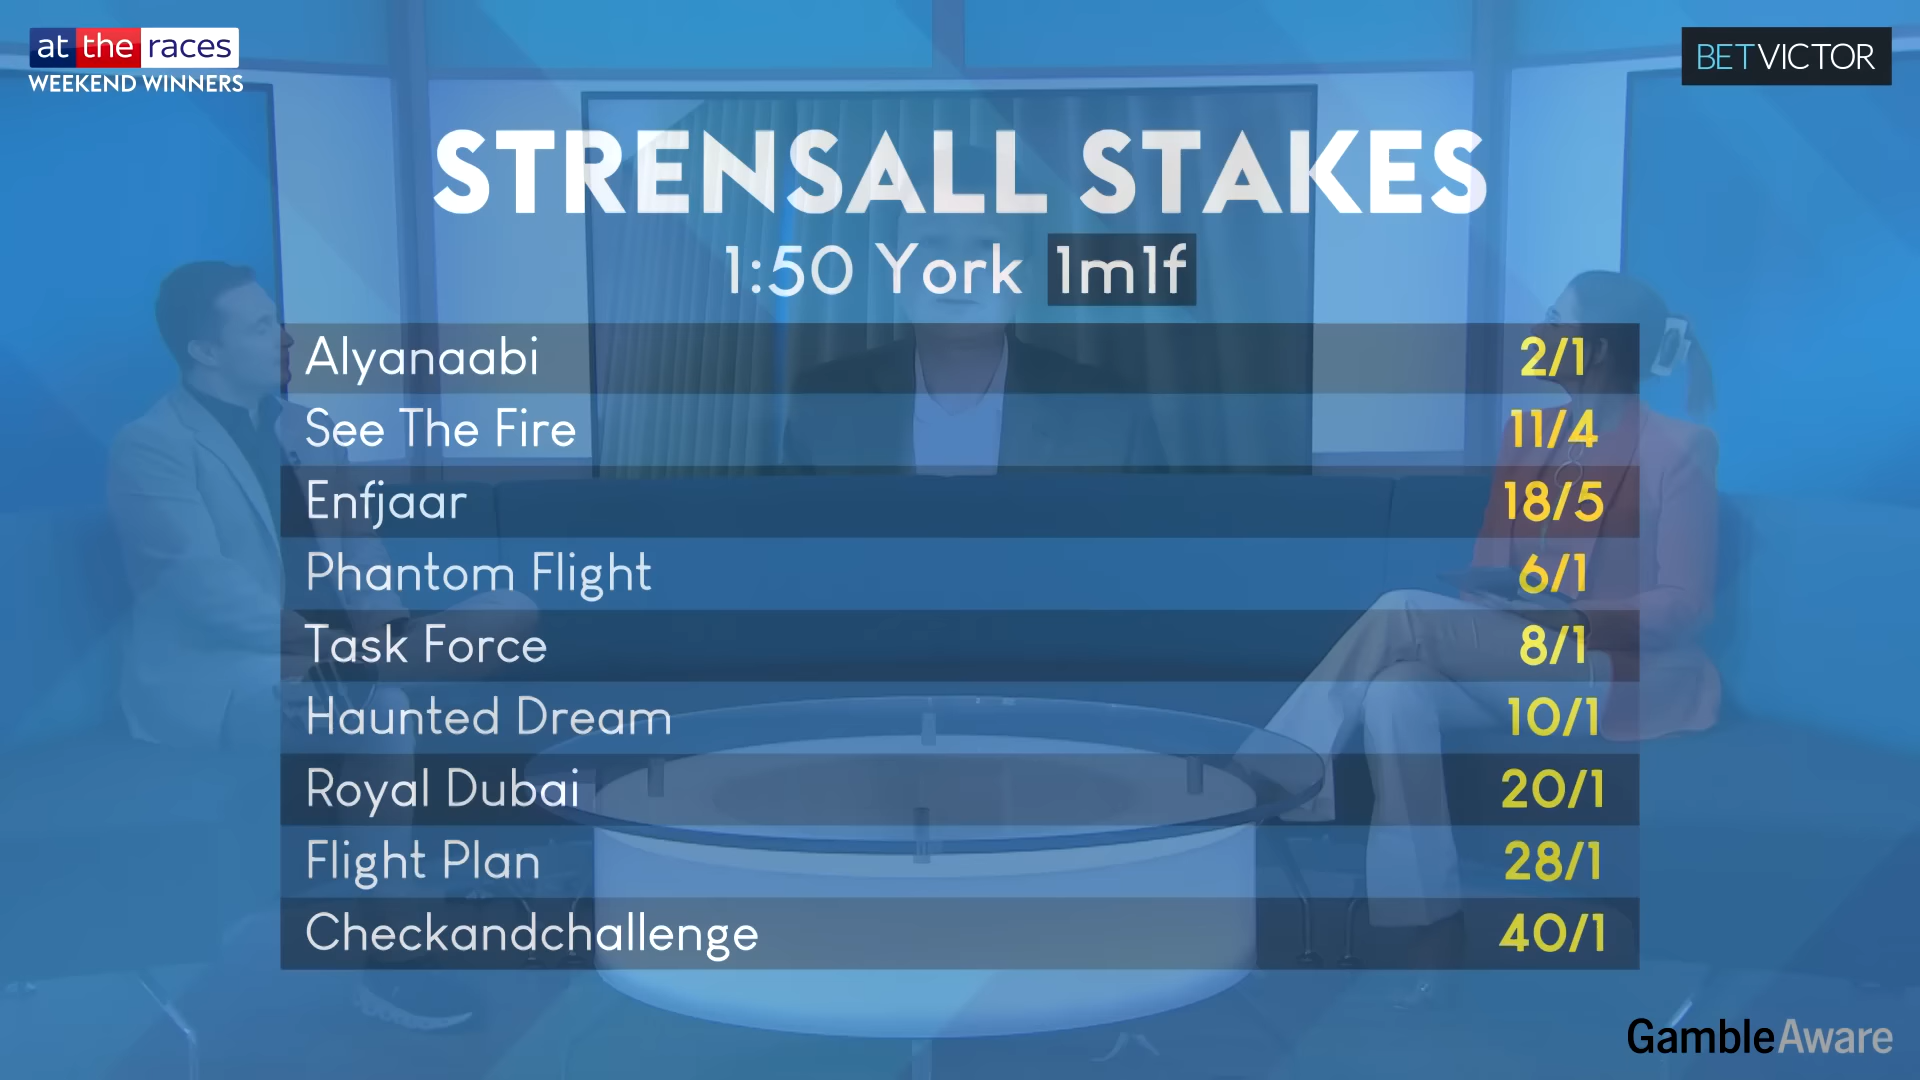 at the races
WEEKEND WINNERS
BETVICTOR
STRENSALL STAKES
1:50 York 1m1f
Alyanaabi 2/1
See The Fire 11/4
Enfjaar 18/5
Phantom Flight 6/1
Task Force 8/1
Haunted Dream 10/1
Royal Dubai 20/1
Flight Plan 28/1
Checkandchallenge 40/1
GambleAware